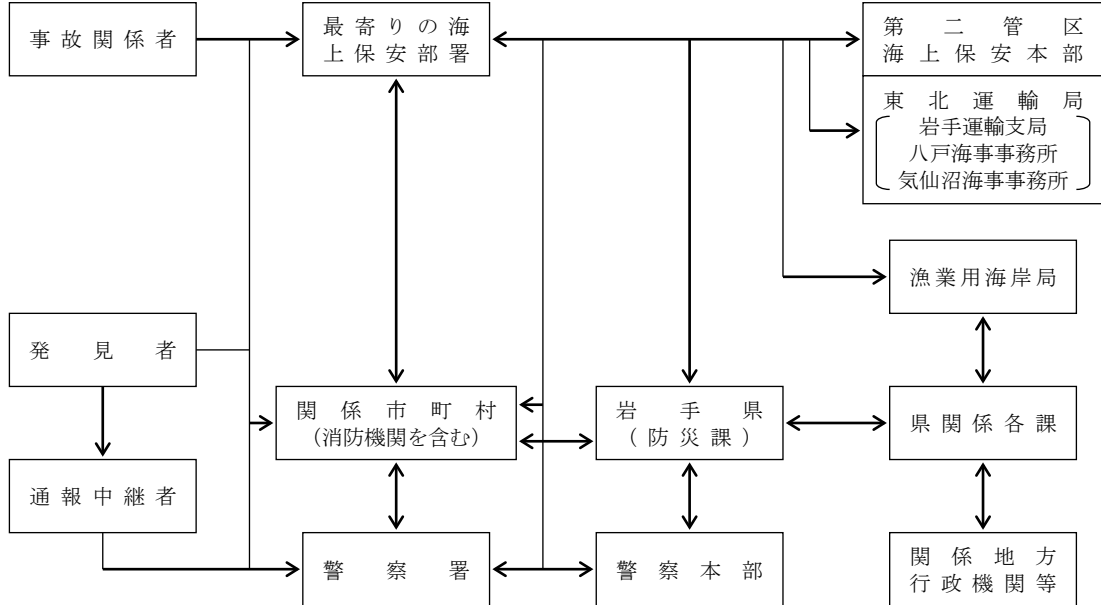 事故関係者
最寄りの海
上保安部署
第二管区
海上保安本部
東北運輸局
岩手運輸支局
八戸海事事務所
気仙沼海事事務所
漁業用海岸局
発見者
関係市町村
(消防機関を含む)
岩手県
(防災課)
県関係各課
通報中継者
警察署
警察本部
関係地方
行政機関等